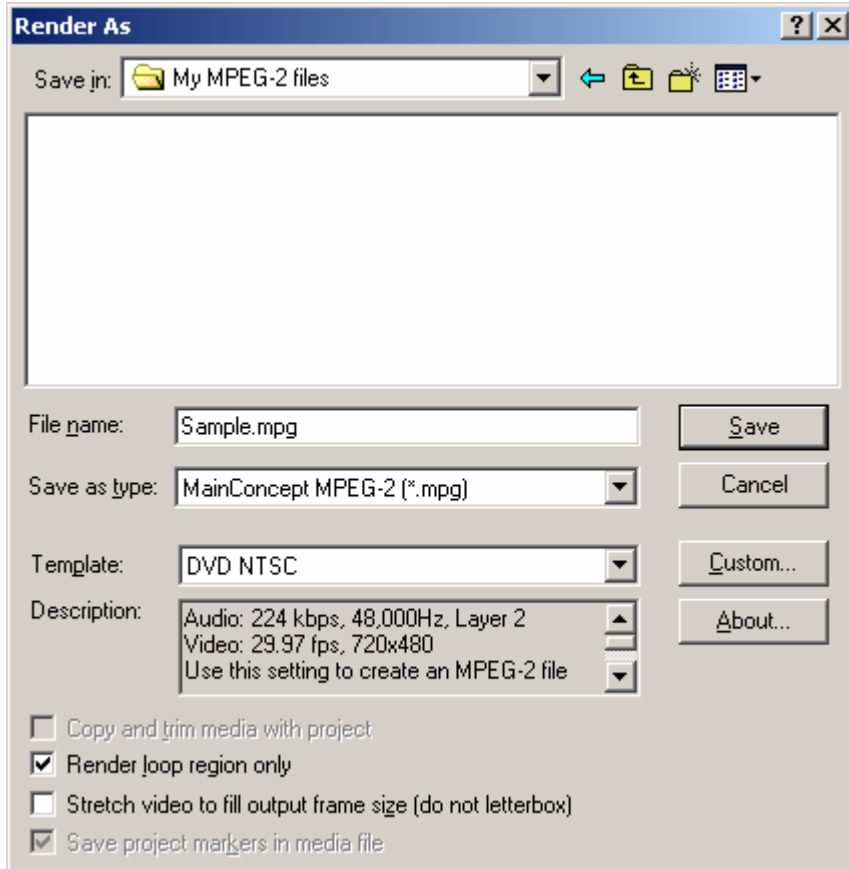 Render As
Save in: My MPEG-2 files
File name: Sample.mpg Save
Save as type: MainConcept MPEG-2 (*.mpg) Cancel
Template: DVD NTSC Custom...
Description: Audio: 224 kbps, 48,000Hz, Layer 2 About...
Video: 29.97 fps, 720x480
Use this setting to create an MPEG-2 file
Copy and trim media with project
Render loop region only
Stretch video to fill output frame size (do not letterbox)
Save project markers in media file